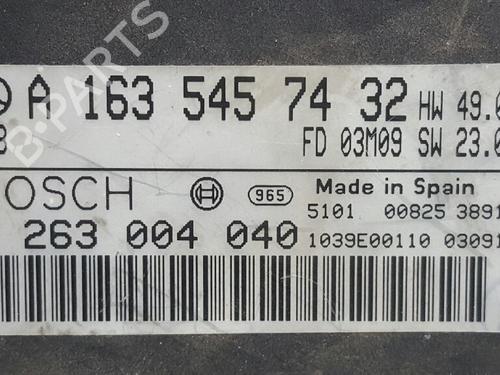 B-PARTS
A 163 545 74 32 HW 49.0
FD 03M09 SW 23.0
OSCH 965 Made in Spain
5101 00825 3891
263 004 040 1039E00110 03091